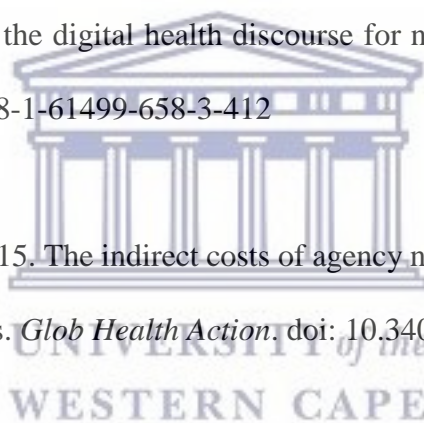 the digital health discourse for n
8-1-61499-658-3-412
15. The indirect costs of agency n
s. Glob Health Action. doi: 10.340
UNIVERSITY of the
WESTERN CAPE